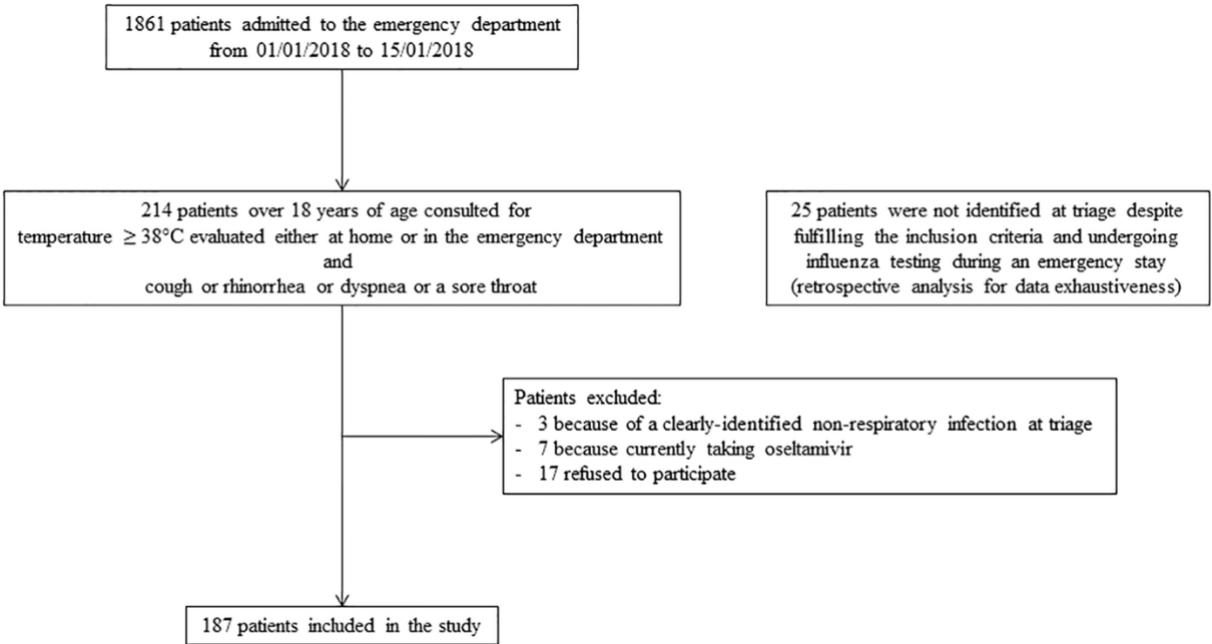 1861 patients admitted to the emergency department
from 01/01/2018 to 15/01/2018
214 patients over 18 years of age consulted for
temperature ≥ 38°C evaluated either at home or in the emergency department
and
cough or rhinorrhea or dyspnea or a sore throat
25 patients were not identified at triage despite
fulfilling the inclusion criteria and undergoing
influenza testing during an emergency stay
(retrospective analysis for data exhaustiveness)
Patients excluded:
- 3 because of a clearly-identified non-respiratory infection at triage
- 7 because currently taking oseltamivir
- 17 refused to participate
187 patients included in the study